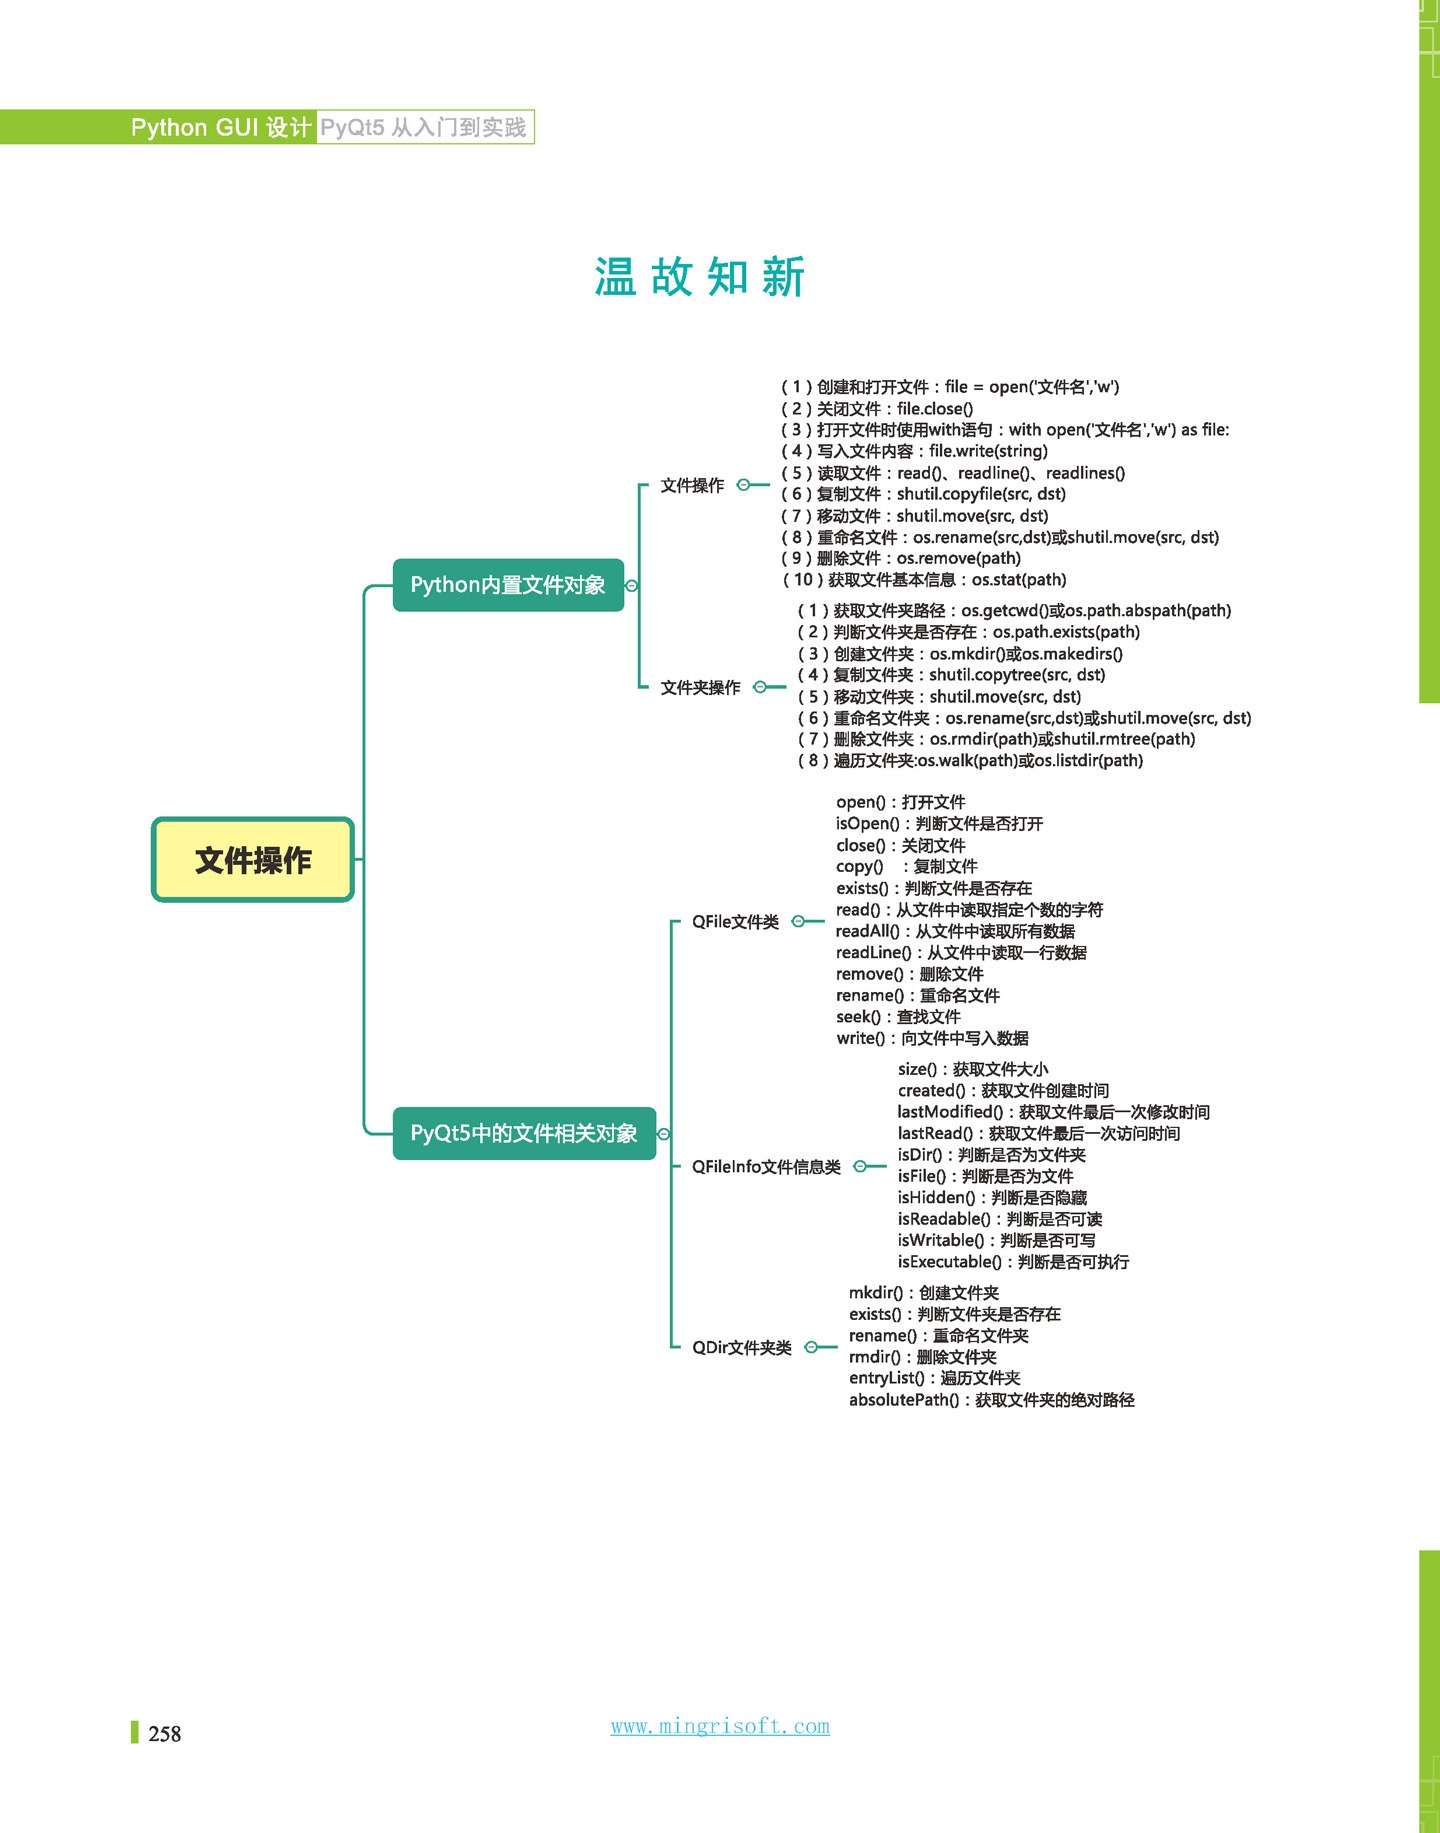 Python GUI 设计 PyQt5 从入门到实践
温故知新
（1）创建和打开文件：file = open('文件名','w')
（2）关闭文件：file.close()
（3）打开文件时使用with语句：with open('文件名','w') as file:
（4）写入文件内容：file.write(string)
（5）读取文件：read()、readline()、readlines()
文件操作
（6）复制文件：shutil.copyfile(src, dst)
（7）移动文件：shutil.move(src, dst)
（8）重命名文件：os.rename(src,dst)或shutil.move(src, dst)
（9）删除文件：os.remove(path)
（10）获取文件基本信息：os.stat(path)
Python内置文件对象
（1）获取文件夹路径：os.getcwd()或os.path.abspath(path)
（2）判断文件夹是否存在：os.path.exists(path)
（3）创建文件夹：os.mkdir()或os.makedirs()
（4）复制文件夹：shutil.copytree(src, dst)
文件夹操作
（5）移动文件夹：shutil.move(src, dst)
（6）重命名文件夹：os.rename(src,dst)或shutil.move(src, dst)
（7）删除文件夹：os.rmdir(path)或shutil.rmtree(path)
（8）遍历文件夹:os.walk(path)或os.listdir(path)
文件操作
open()：打开文件
isOpen()：判断文件是否打开
close()：关闭文件
copy()　：复制文件
exists()：判断文件是否存在
read()：从文件中读取指定个数的字符
QFile文件类
readAll()：从文件中读取所有数据
readLine()：从文件中读取一行数据
remove()：删除文件
rename()：重命名文件
seek()：查找文件
write()：向文件中写入数据
PyQt5中的文件相关对象
size()：获取文件大小
created()：获取文件创建时间
lastModified()：获取文件最后一次修改时间
lastRead()：获取文件最后一次访问时间
isDir()：判断是否为文件夹
QFileInfo文件信息类
isFile()：判断是否为文件
isHidden()：判断是否隐藏
isReadable()：判断是否可读
isWritable()：判断是否可写
isExecutable()：判断是否可执行
mkdir()：创建文件夹
exists()：判断文件夹是否存在
rename()：重命名文件夹
QDir文件夹类
rmdir()：删除文件夹
entryList()：遍历文件夹
absolutePath()：获取文件夹的绝对路径
258
www.mingrisoft.com